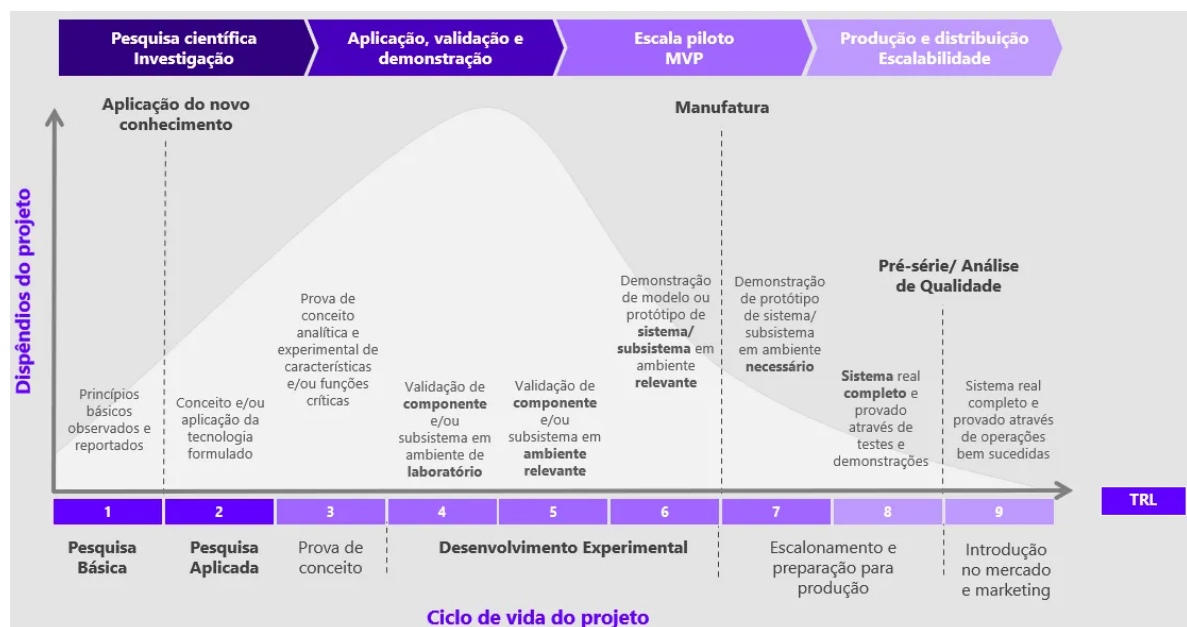 Pesquisa científica
Investigação
Aplicação, validação e
demonstração
Escala piloto
MVP
Produção e distribuição
Escalabilidade
Aplicação do novo
conhecimento
Manufatura
Pré-série/ Análise
de Qualidade
Dispêndios do projeto
Princípios
básicos
observados e
reportados
Conceito e/ou
aplicação da
tecnologia
formulado
Prova de
conceito
analítica e
experimental de
características
e/ou funções
críticas
Validação de
componente
e/ou
subsistema em
ambiente de
laboratório
Validação de
componente
e/ou
subsistema em
ambiente
relevante
Demonstração
de modelo ou
protótipo de
sistema/
subsistema em
ambiente
relevante
Demonstração
de protótipo
de sistema/
subsistema
em ambiente
necessário
Sistema real
completo e
provado
através de
testes e
demonstrações
Sistema real
completo e
provado através
de operações
bem sucedidas
1 2 3 4 5 6 7 8 9
TRL
Pesquisa
Básica
Pesquisa
Aplicada
Prova de
conceito
Desenvolvimento Experimental
Escalonamento e
preparação para
produção
Introdução
no mercado
e marketing
Ciclo de vida do projeto